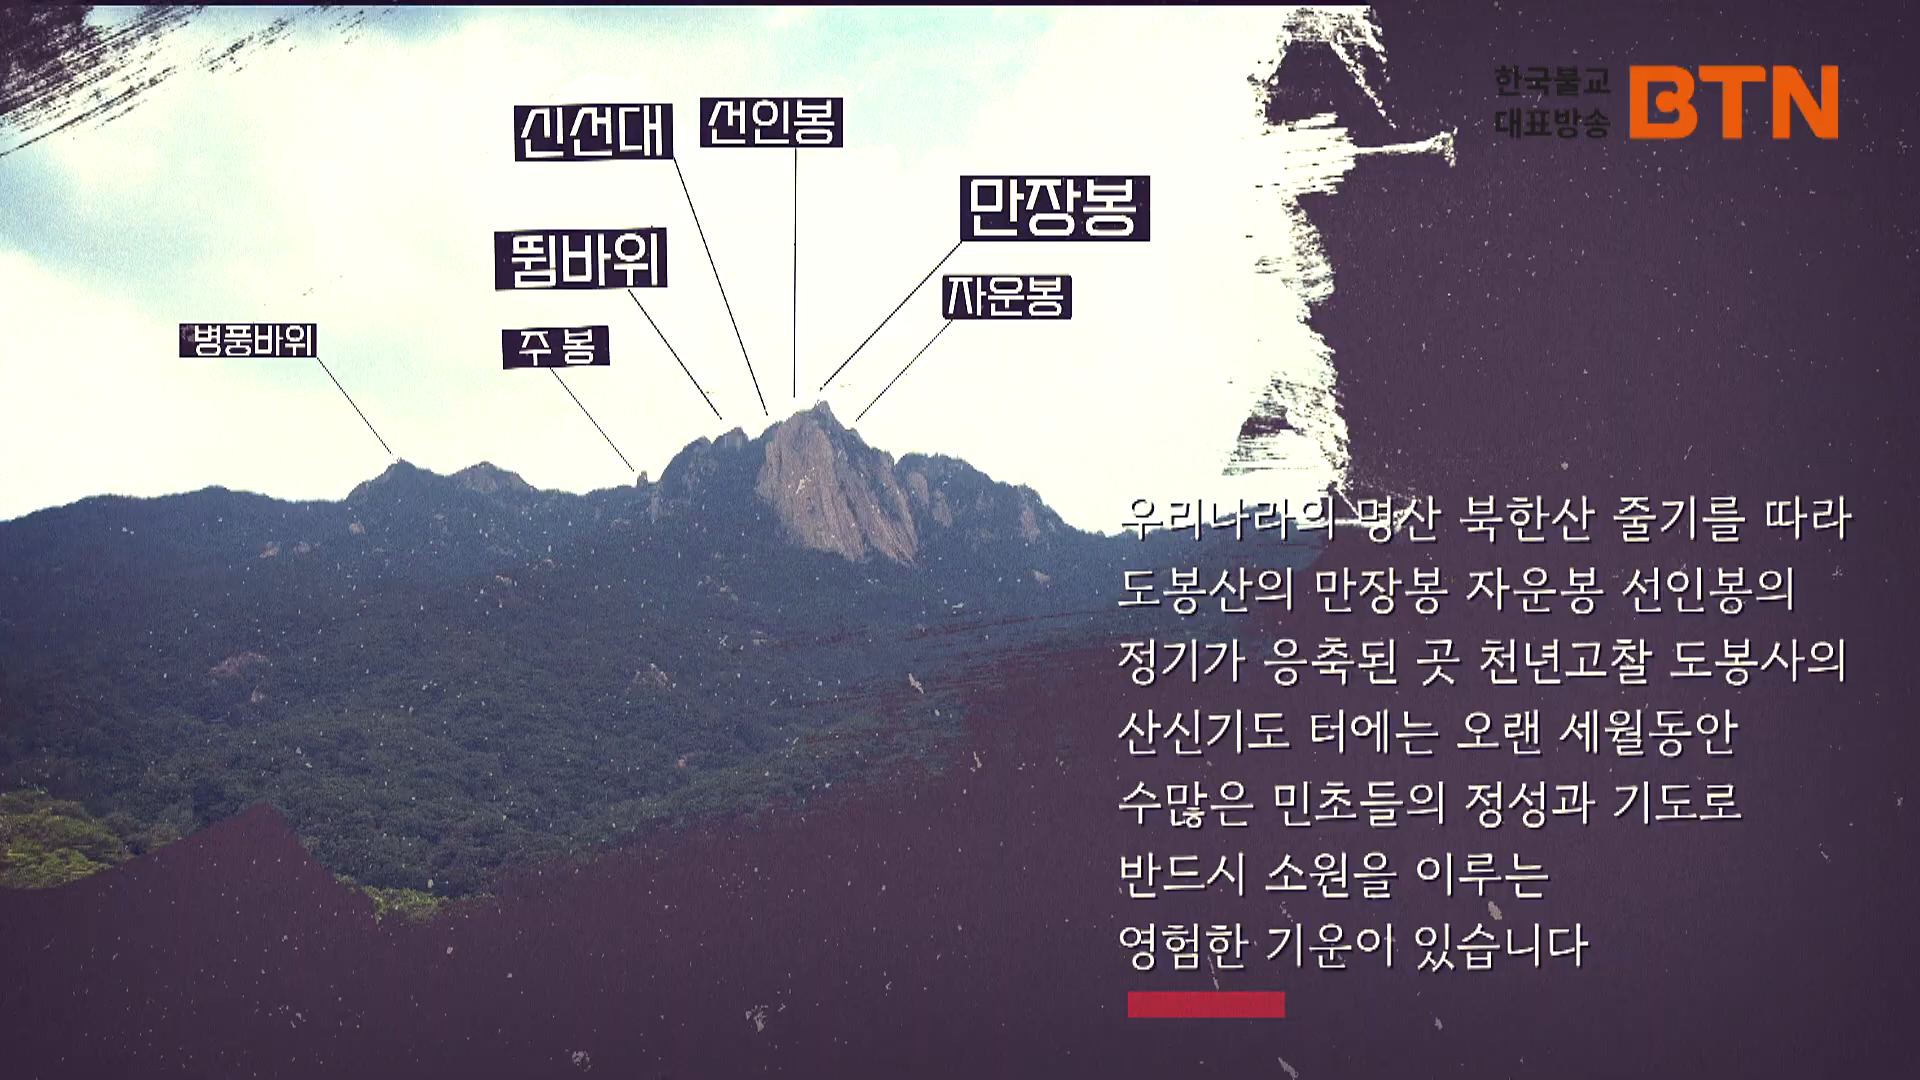 한국불교
대표방송
BTN
신선대
선인봉
만장봉
뜀바위
자운봉
병풍바위
주봉
우리나라의 명산 북한산 줄기를 따라
도봉산의 만장봉 자운봉 선인봉의
정기가 응축된 곳 천년고찰 도봉사의
산신기도 터에는 오랜 세월동안
수많은 민초들의 정성과 기도로
반드시 소원을 이루는
영험한 기운이 있습니다